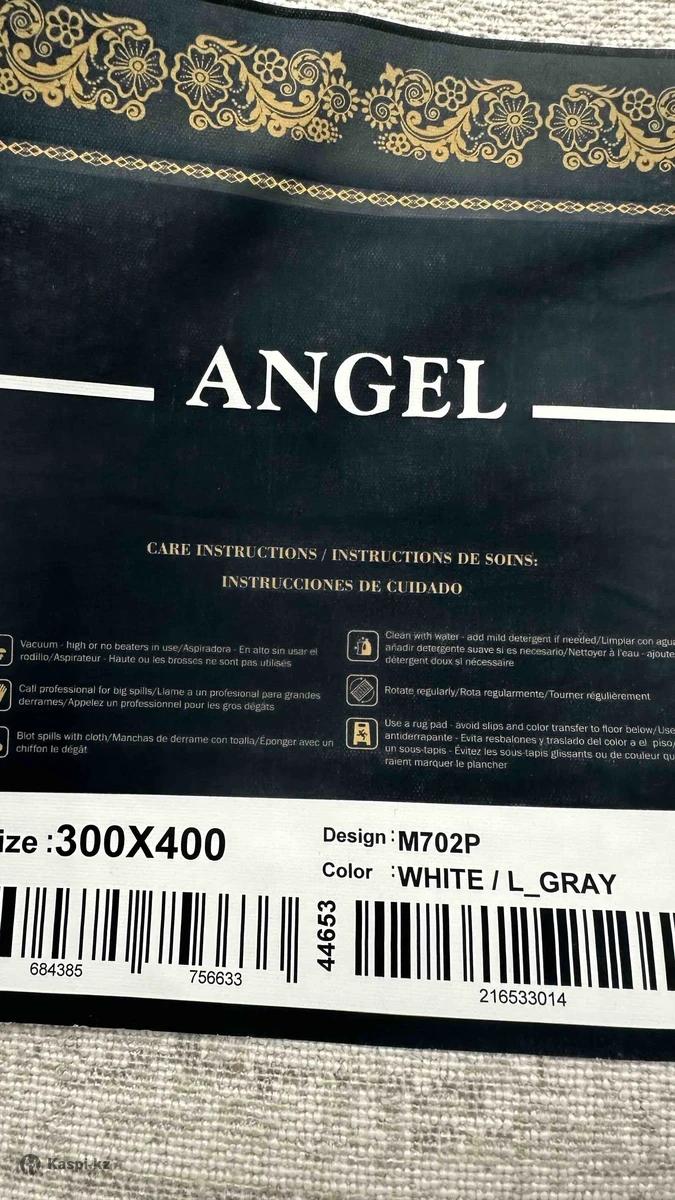 ANGEL
CARE INSTRUCTIONS / INSTRUCTIONS DE SOINS:
INSTRUCCIONES DE CUIDADO
Vacuum - high or no beaters in use/Aspiradora - En alto sin usar el
rodillo/Aspirateur - Haute ou les brosses ne sont pas utilisés
Call professional for big spills/Llame a un profesional para grandes
derrames/Appelez un professionnel pour les gros dégâts
Blot spills with cloth/Manchas de derrame con toalla/Éponger avec un
chiffon le dégât
Clean with water - add mild detergent if needed/Limpiar con agua
añadir detergente suave si es necesario/Nettoyer à l'eau - ajoute
détergent doux si nécessaire
Rotate regularly/Rota regularmente/Tourner régulièrement
Use a rug pad - avoid slips and color transfer to floor below/Use
antiderrapante - Evita resbalones y traslado del color a el piso/
un sous-tapis - Évitez les sous-tapis glissants ou de couleur qu
raient marquer le plancher
ize : 300X400
Design : M702P
Color : WHITE / L_GRAY
684385 756633
44653
216533014
Kaspi.kz